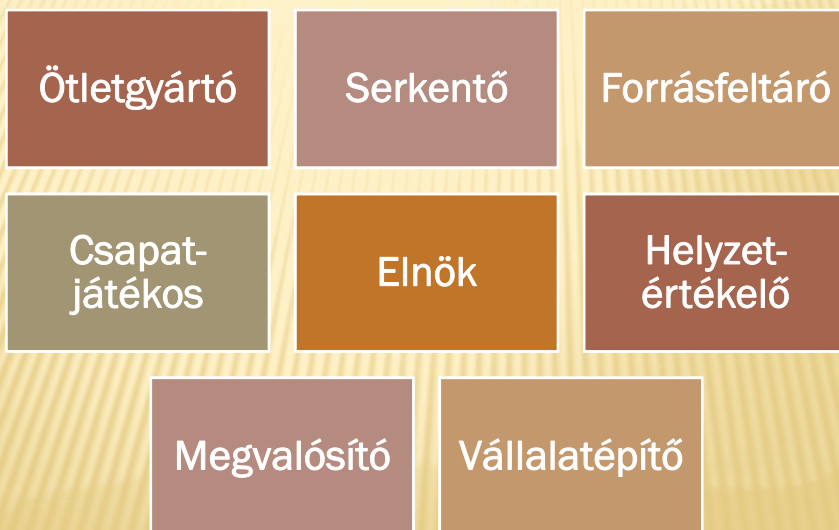 Ötletgyártó
Serkentő
Forrásfeltáró
Csapat-
játékos
Elnök
Helyzet-
értékelő
Megvalósító
Vállalatépítő